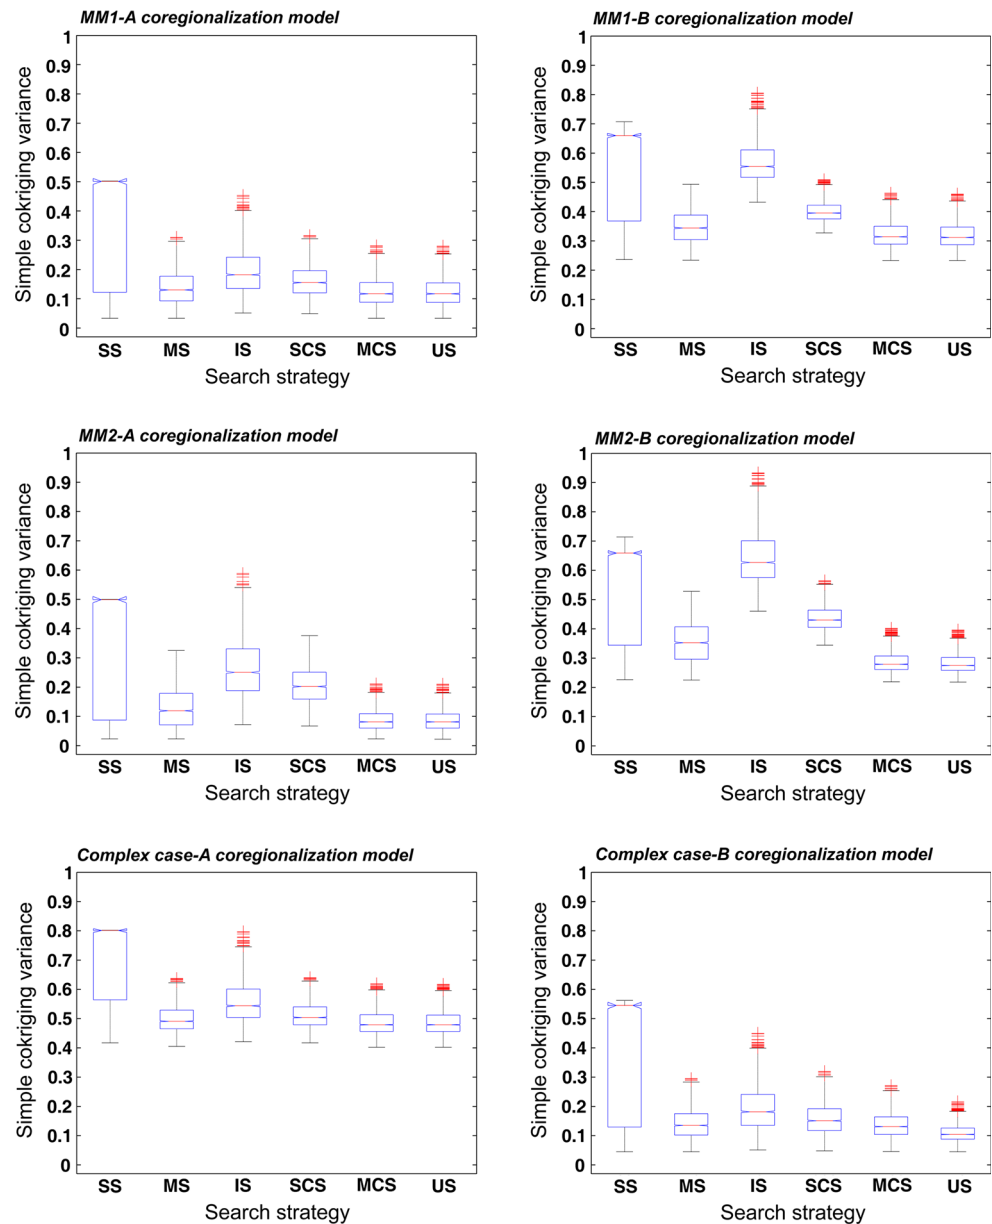 MM1-A coregionalization model
1
0.9
0.8
0.7
0.6
0.5
0.4
0.3
0.2
0.1
0
Simple cokriging variance
SS MS IS SCS MCS US
Search strategy
MM1-B coregionalization model
1
0.9
0.8
0.7
0.6
0.5
0.4
0.3
0.2
0.1
0
Simple cokriging variance
SS MS IS SCS MCS US
Search strategy
MM2-A coregionalization model
1
0.9
0.8
0.7
0.6
0.5
0.4
0.3
0.2
0.1
0
Simple cokriging variance
SS MS IS SCS MCS US
Search strategy
MM2-B coregionalization model
1
0.9
0.8
0.7
0.6
0.5
0.4
0.3
0.2
0.1
0
Simple cokriging variance
SS MS IS SCS MCS US
Search strategy
Complex case-A coregionalization model
1
0.9
0.8
0.7
0.6
0.5
0.4
0.3
0.2
0.1
0
Simple cokriging variance
SS MS IS SCS MCS US
Search strategy
Complex case-B coregionalization model
1
0.9
0.8
0.7
0.6
0.5
0.4
0.3
0.2
0.1
0
Simple cokriging variance
SS MS IS SCS MCS US
Search strategy